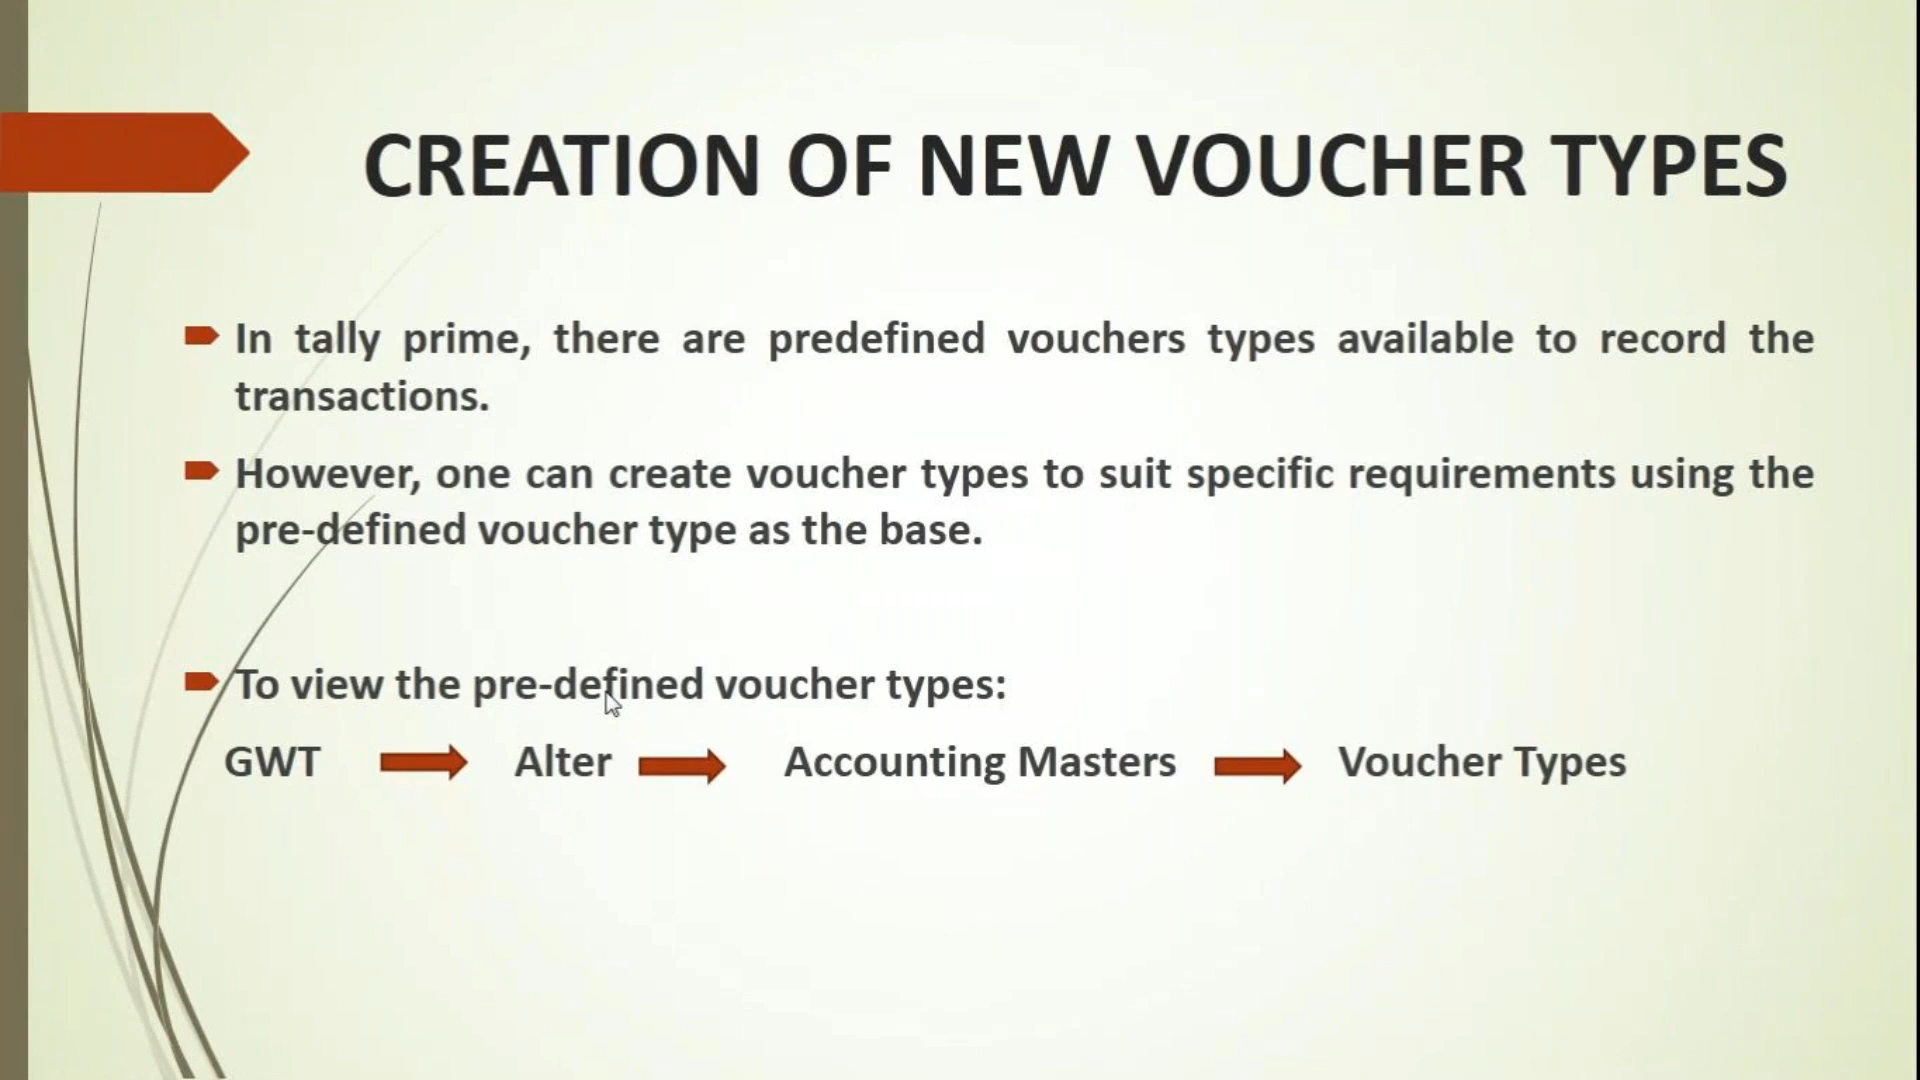 CREATION OF NEW VOUCHER TYPES
In tally prime, there are predefined vouchers types available to record the
transactions.
However, one can create voucher types to suit specific requirements using the
pre-defined voucher type as the base.
To view the pre-defined voucher types:
GWT Alter Accounting Masters Voucher Types